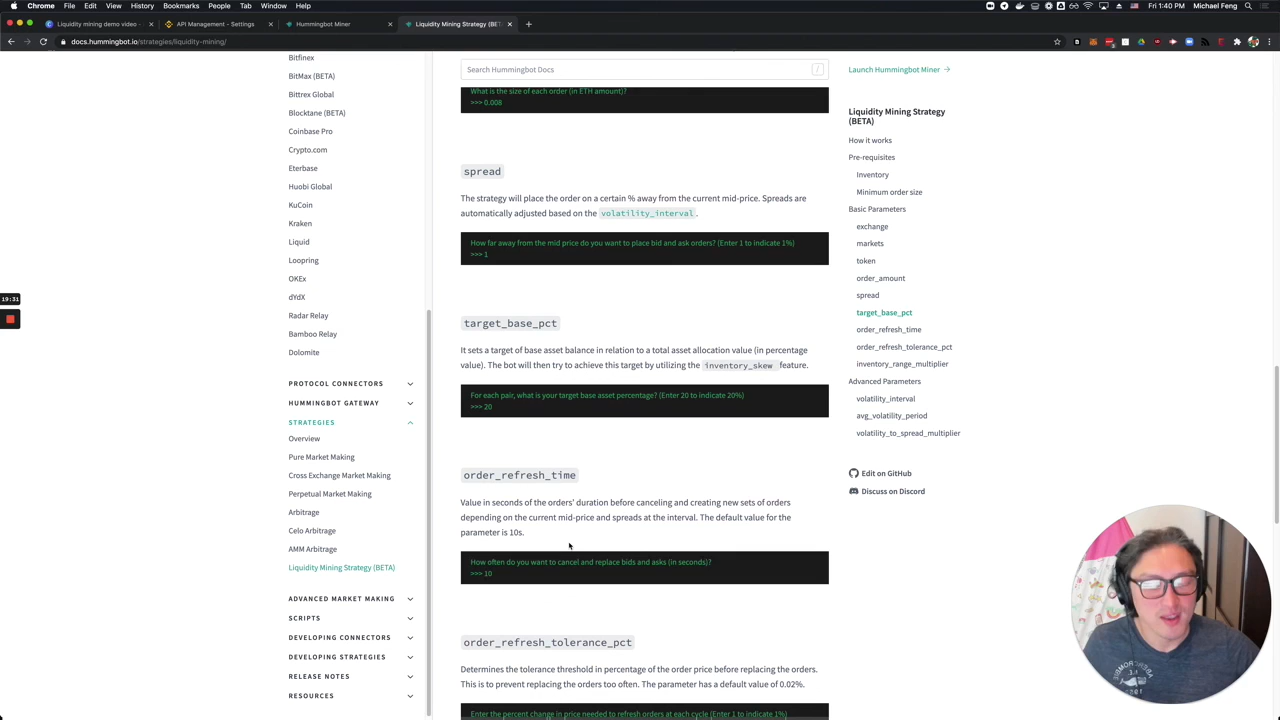 Chrome File Edit View History Bookmarks People Tab Window Help
Fri 1:40 PM Michael Feng
Liquidity mining demo video -
API Management - Settings
Hummingbot Miner
Liquidity Mining Strategy (BET
docs.hummingbot.io/strategies/liquidity-mining/
19:31
Bitfinex
BitMax (BETA)
Bittrex Global
Blocktane (BETA)
Coinbase Pro
Crypto.com
Eterbase
Huobi Global
KuCoin
Kraken
Liquid
Loopring
OKEx
dYdX
Radar Relay
Bamboo Relay
Dolomite
PROTOCOL CONNECTORS
HUMMINGBOT GATEWAY
STRATEGIES
Overview
Pure Market Making
Cross Exchange Market Making
Perpetual Market Making
Arbitrage
Celo Arbitrage
AMM Arbitrage
Liquidity Mining Strategy (BETA)
ADVANCED MARKET MAKING
SCRIPTS
DEVELOPING CONNECTORS
DEVELOPING STRATEGIES
RELEASE NOTES
RESOURCES
Search Hummingbot Docs /
What is the size of each order (in ETH amount)?
>>> 0.008
spread
The strategy will place the order on a certain % away from the current mid-price. Spreads are
automatically adjusted based on the volatility_interval.
How far away from the mid price do you want to place bid and ask orders? (Enter 1 to indicate 1%)
>>> 1
target_base_pct
It sets a target of base asset balance in relation to a total asset allocation value (in percentage
value). The bot will then try to achieve this target by utilizing the inventory_skew feature.
For each pair, what is your target base asset percentage? (Enter 20 to indicate 20%)
>>> 20
order_refresh_time
Value in seconds of the orders' duration before canceling and creating new sets of orders
depending on the current mid-price and spreads at the interval. The default value for the
parameter is 10s.
How often do you want to cancel and replace bids and asks (in seconds)?
>>> 10
order_refresh_tolerance_pct
Determines the tolerance threshold in percentage of the order price before replacing the orders.
This is to prevent replacing the orders too often. The parameter has a default value of 0.02%.
Enter the percent change in price needed to refresh orders at each cycle (Enter 1 to indicate 1%)
Launch Hummingbot Miner →
Liquidity Mining Strategy
(BETA)
How it works
Pre-requisites
Inventory
Minimum order size
Basic Parameters
exchange
markets
token
order_amount
spread
target_base_pct
order_refresh_time
order_refresh_tolerance_pct
inventory_range_multiplier
Advanced Parameters
volatility_interval
avg_volatility_period
volatility_to_spread_multiplier
Edit on GitHub
Discuss on Discord